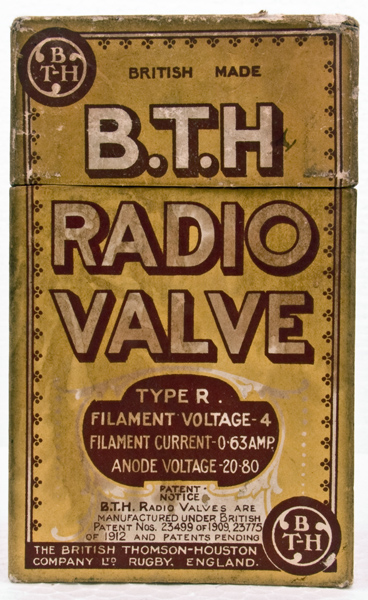 B
T-H
BRITISH MADE
B.T.H
RADIO
VALVE
TYPE R.
FILAMENT VOLTAGE-4
FILAMENT CURRENT-0·63AMP.
ANODE VOLTAGE-20-80
PATENT-
NOTICE
B.T.H. RADIO VALVES ARE
MANUFACTURED UNDER BRITISH
PATENT NOS. 23499 OF 1909, 23775
OF 1912 AND PATENTS PENDING
B
T-H
THE BRITISH THOMSON-HOUSTON
COMPANY LTD RUGBY. ENGLAND.